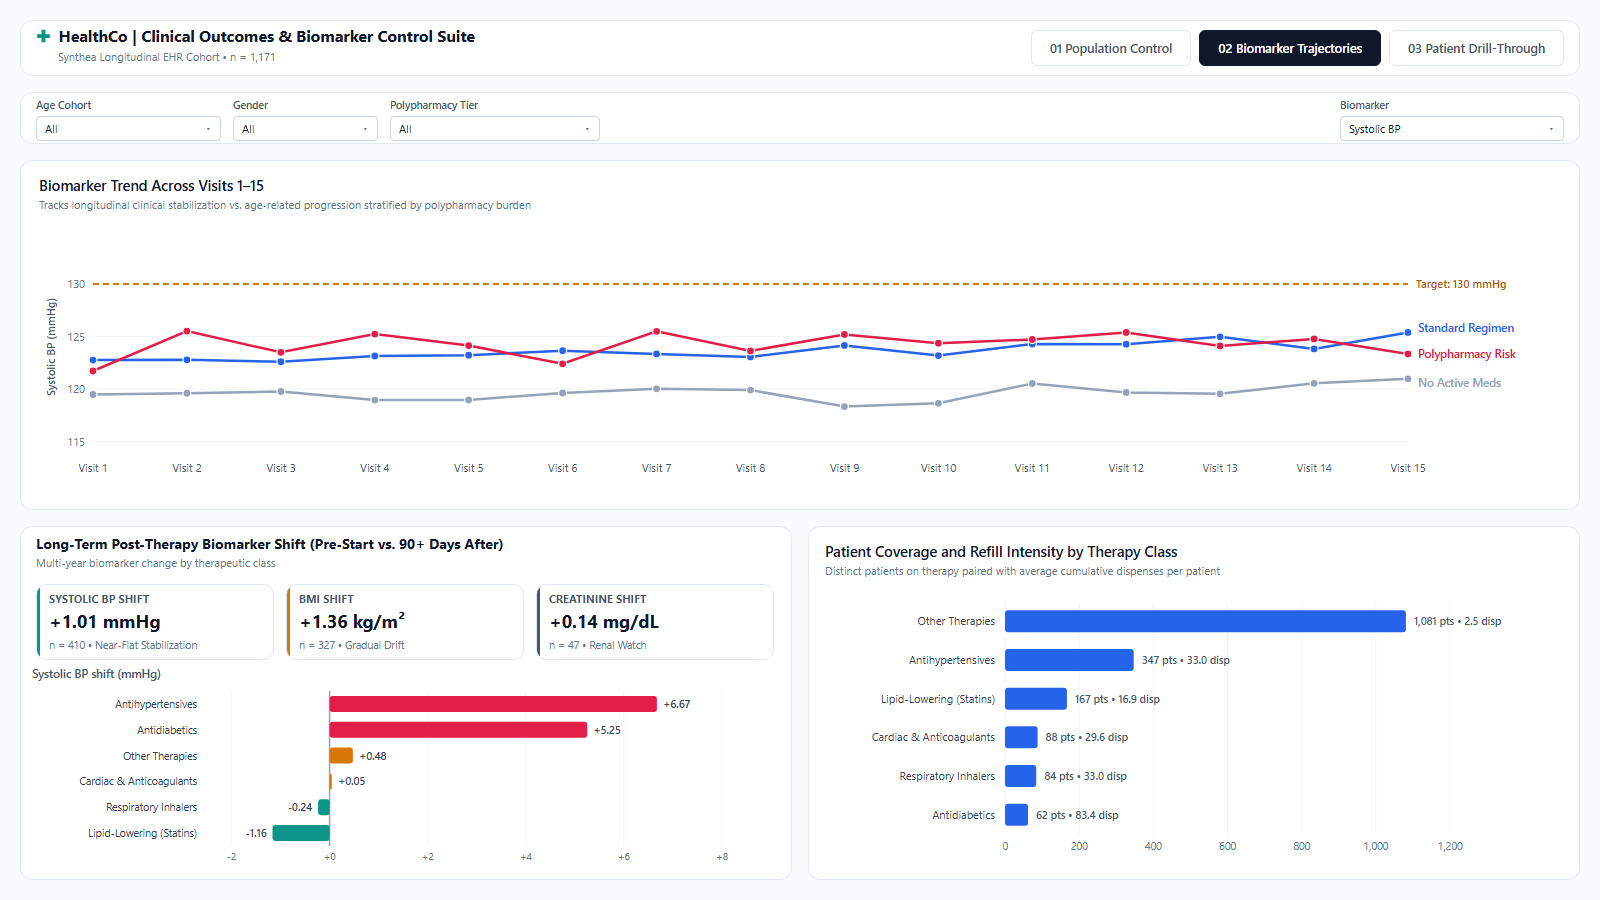 HealthCo | Clinical Outcomes & Biomarker Control Suite
Synthea Longitudinal EHR Cohort • n = 1,171
01 Population Control
02 Biomarker Trajectories
03 Patient Drill-Through
Age Cohort
All
Gender
All
Polypharmacy Tier
All
Biomarker
Systolic BP
Biomarker Trend Across Visits 1–15
Tracks longitudinal clinical stabilization vs. age-related progression stratified by polypharmacy burden
Systolic BP (mmHg)
130
125
120
115
Target: 130 mmHg
Standard Regimen
Polypharmacy Risk
No Active Meds
Visit 1
Visit 2
Visit 3
Visit 4
Visit 5
Visit 6
Visit 7
Visit 8
Visit 9
Visit 10
Visit 11
Visit 12
Visit 13
Visit 14
Visit 15
Long-Term Post-Therapy Biomarker Shift (Pre-Start vs. 90+ Days After)
Multi-year biomarker change by therapeutic class
SYSTOLIC BP SHIFT
+1.01 mmHg
n = 410 • Near-Flat Stabilization
BMI SHIFT
+1.36 kg/m²
n = 327 • Gradual Drift
CREATININE SHIFT
+0.14 mg/dL
n = 47 • Renal Watch
Systolic BP shift (mmHg)
Antihypertensives +6.67
Antidiabetics +5.25
Other Therapies +0.48
Cardiac & Anticoagulants +0.05
Respiratory Inhalers -0.24
Lipid-Lowering (Statins) -1.16
-2
+0
+2
+4
+6
+8
Patient Coverage and Refill Intensity by Therapy Class
Distinct patients on therapy paired with average cumulative dispenses per patient
Other Therapies 1,081 pts • 2.5 disp
Antihypertensives 347 pts • 33.0 disp
Lipid-Lowering (Statins) 167 pts • 16.9 disp
Cardiac & Anticoagulants 88 pts • 29.6 disp
Respiratory Inhalers 84 pts • 33.0 disp
Antidiabetics 62 pts • 83.4 disp
0
200
400
600
800
1,000
1,200